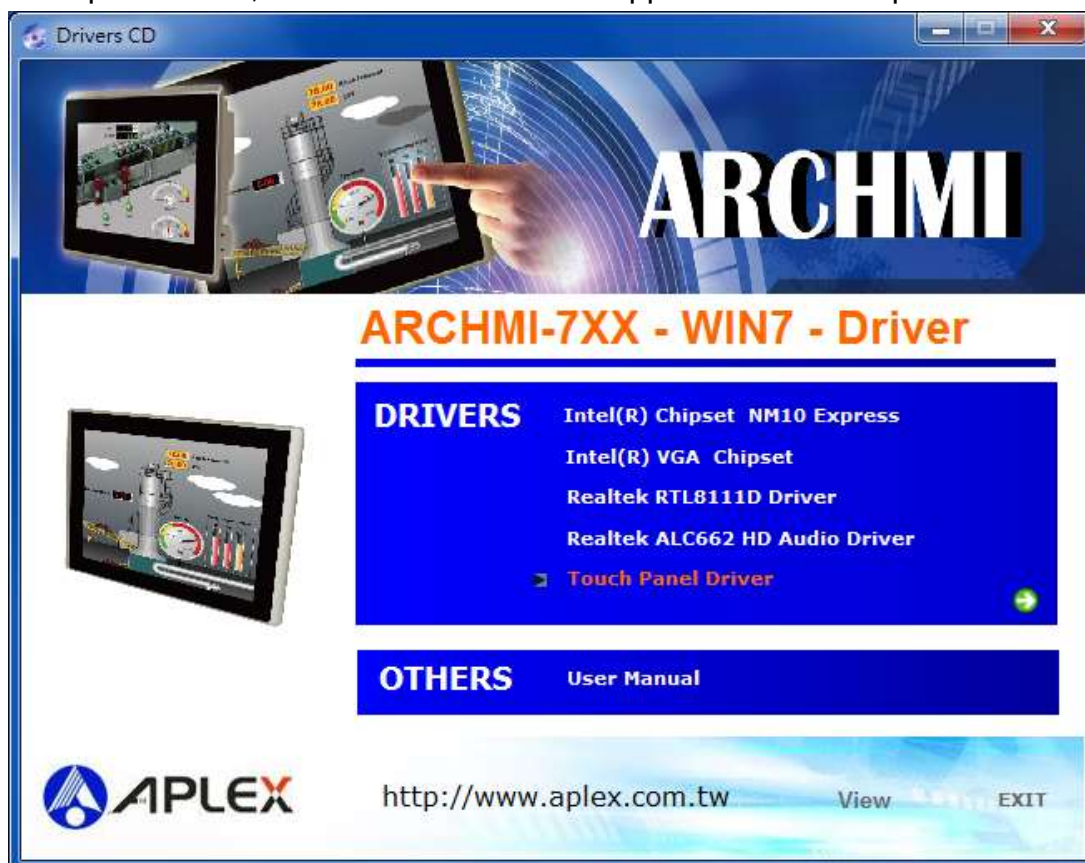 Drivers CD
ARCHMI
ARCHMI-7XX - WIN7 - Driver
DRIVERS
Intel(R) Chipset  NM10 Express
Intel(R) VGA  Chipset
Realtek RTL8111D Driver
Realtek ALC662 HD Audio Driver
Touch Panel Driver
OTHERS
User Manual
APLEX
http://www.aplex.com.tw
View
EXIT